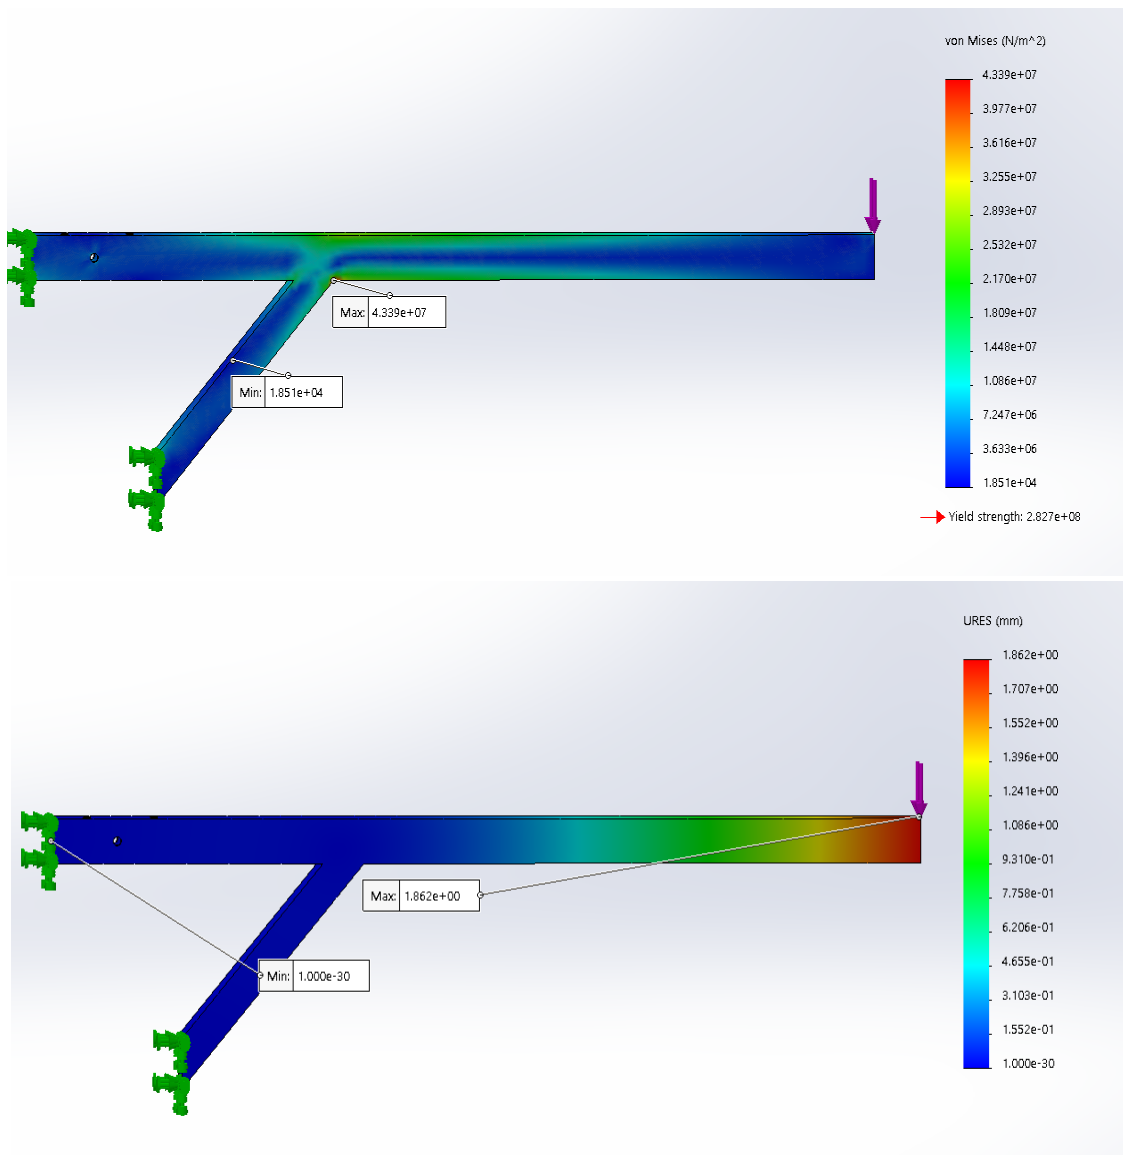 von Mises (N/m^2)
4.339e+07
3.977e+07
3.616e+07
3.255e+07
2.893e+07
2.532e+07
2.170e+07
1.809e+07
1.448e+07
1.086e+07
7.247e+06
3.633e+06
1.851e+04
Yield strength: 2.827e+08
Max: 4.339e+07
Min: 1.851e+04
URES (mm)
1.862e+00
1.707e+00
1.552e+00
1.396e+00
1.241e+00
1.086e+00
9.310e-01
7.758e-01
6.206e-01
4.655e-01
3.103e-01
1.552e-01
1.000e-30
Max: 1.862e+00
Min: 1.000e-30